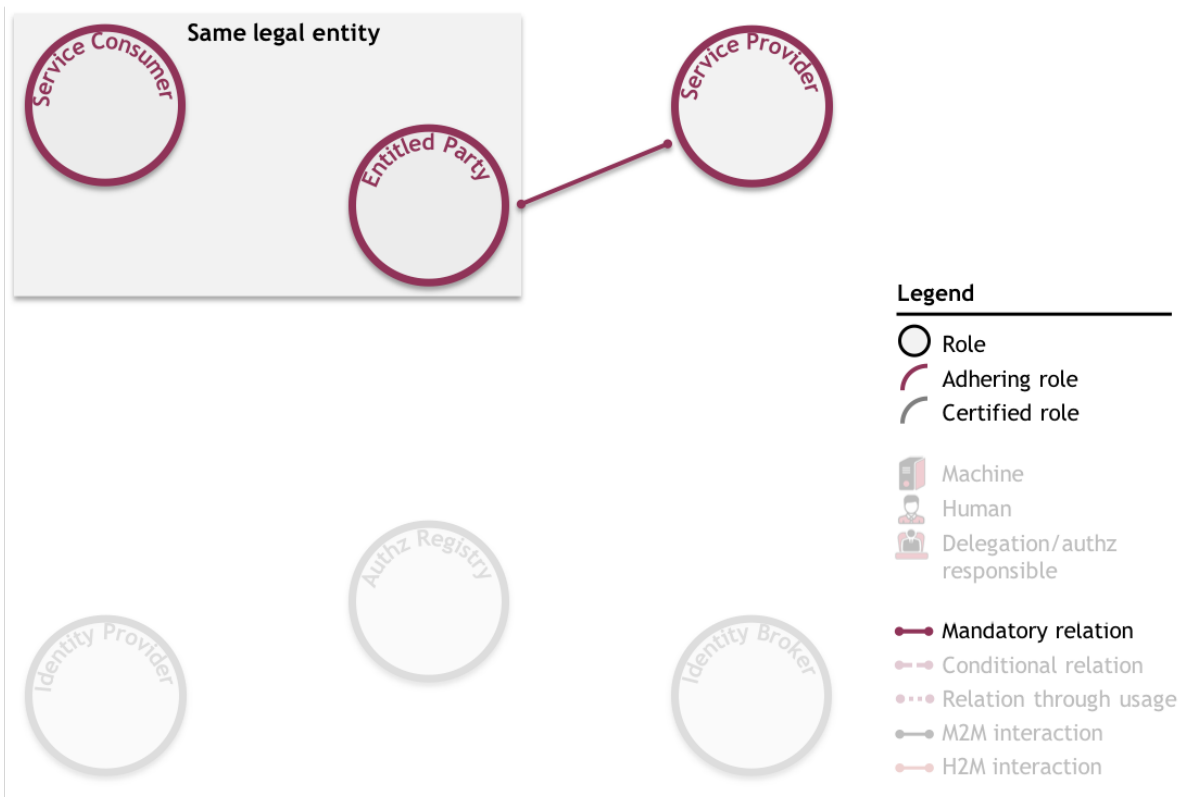 Same legal entity
Service Consumer
Entitled Party
Service Provider
Legend
Role
Adhering role
Certified role
Machine
Human
Delegation/authz
responsible
Authz Registry
Identity Provider
Identity Broker
Mandatory relation
Conditional relation
Relation through usage
M2M interaction
H2M interaction